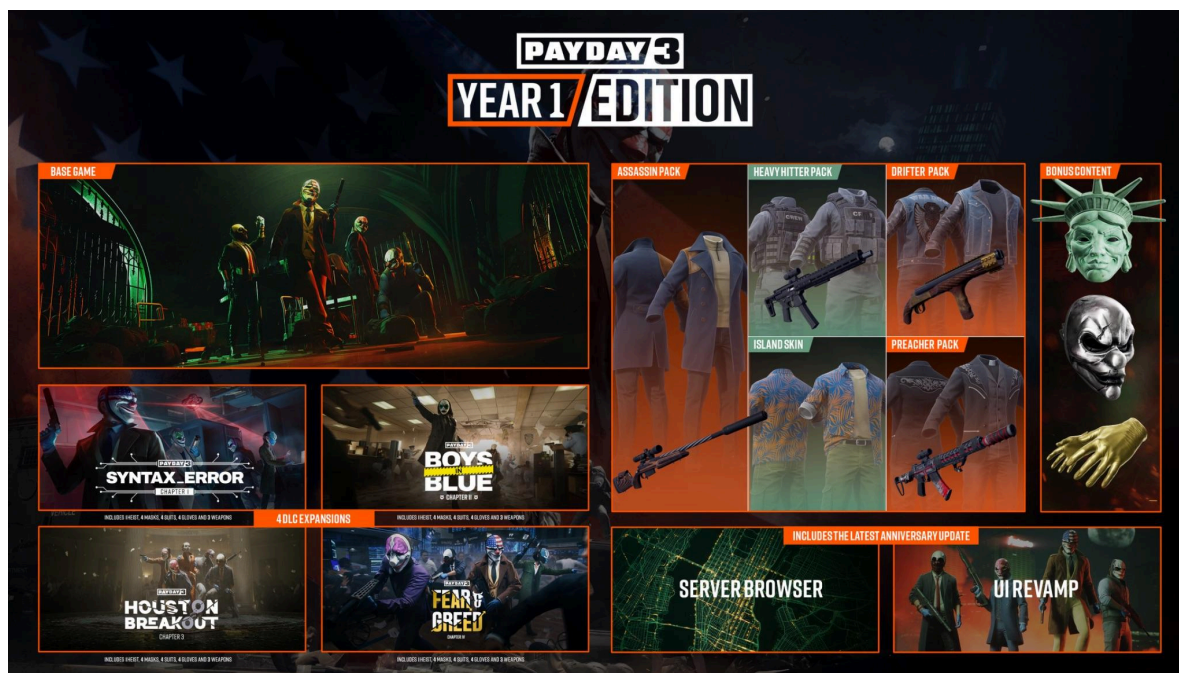 PAYDAY 3
YEAR 1 / EDITION
BASE GAME
SYNTAX_ERROR
CHAPTER I
INCLUDES 1 HEIST, 4 MASKS, 4 SUITS, 4 GLOVES AND 3 WEAPONS
PAYDAY 3
BOYS
IN
BLUE
CHAPTER II
INCLUDES 1 HEIST, 4 MASKS, 4 SUITS, 4 GLOVES AND 3 WEAPONS
4 DLC EXPANSIONS
PAYDAY 3
HOUSTON
BREAKOUT
CHAPTER 3
INCLUDES 1 HEIST, 4 MASKS, 4 SUITS, 4 GLOVES AND 3 WEAPONS
PAYDAY 3
FEAR &
GREED
INCLUDES 1 HEIST, 4 MASKS, 4 SUITS, 4 GLOVES AND 3 WEAPONS
ASSASSIN PACK
HEAVY HITTER PACK
CREW
DRIFTER PACK
ISLAND SKIN
PREACHER PACK
BONUS CONTENT
INCLUDES THE LATEST ANNIVERSARY UPDATE
SERVER BROWSER
UI REVAMP